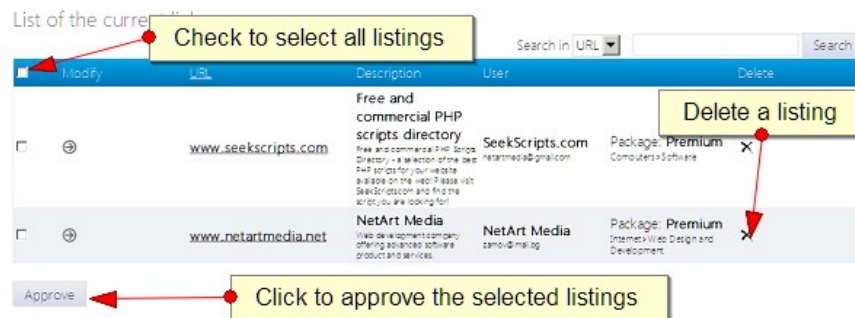 List of the current
Check to select all listings
Search in URL Search
Modify URL Description User Delete
Delete a listing
Free and
commercial PHP
scripts directory
Free and commercial PHP Scripts
Directory - a selection of the best
PHP scripts for your website
available on the web! Please visit
SeekScripts.com and find the
script you are looking for!
www.seekscripts.com
SeekScripts.com
netartmedia@gmail.com
Package: Premium
Computers>Software
www.netartmedia.net
NetArt Media
Web development company
offering advanced software
product and services.
NetArt Media
Package: Premium
Internet>Web Design and
Development
Approve
Click to approve the selected listings